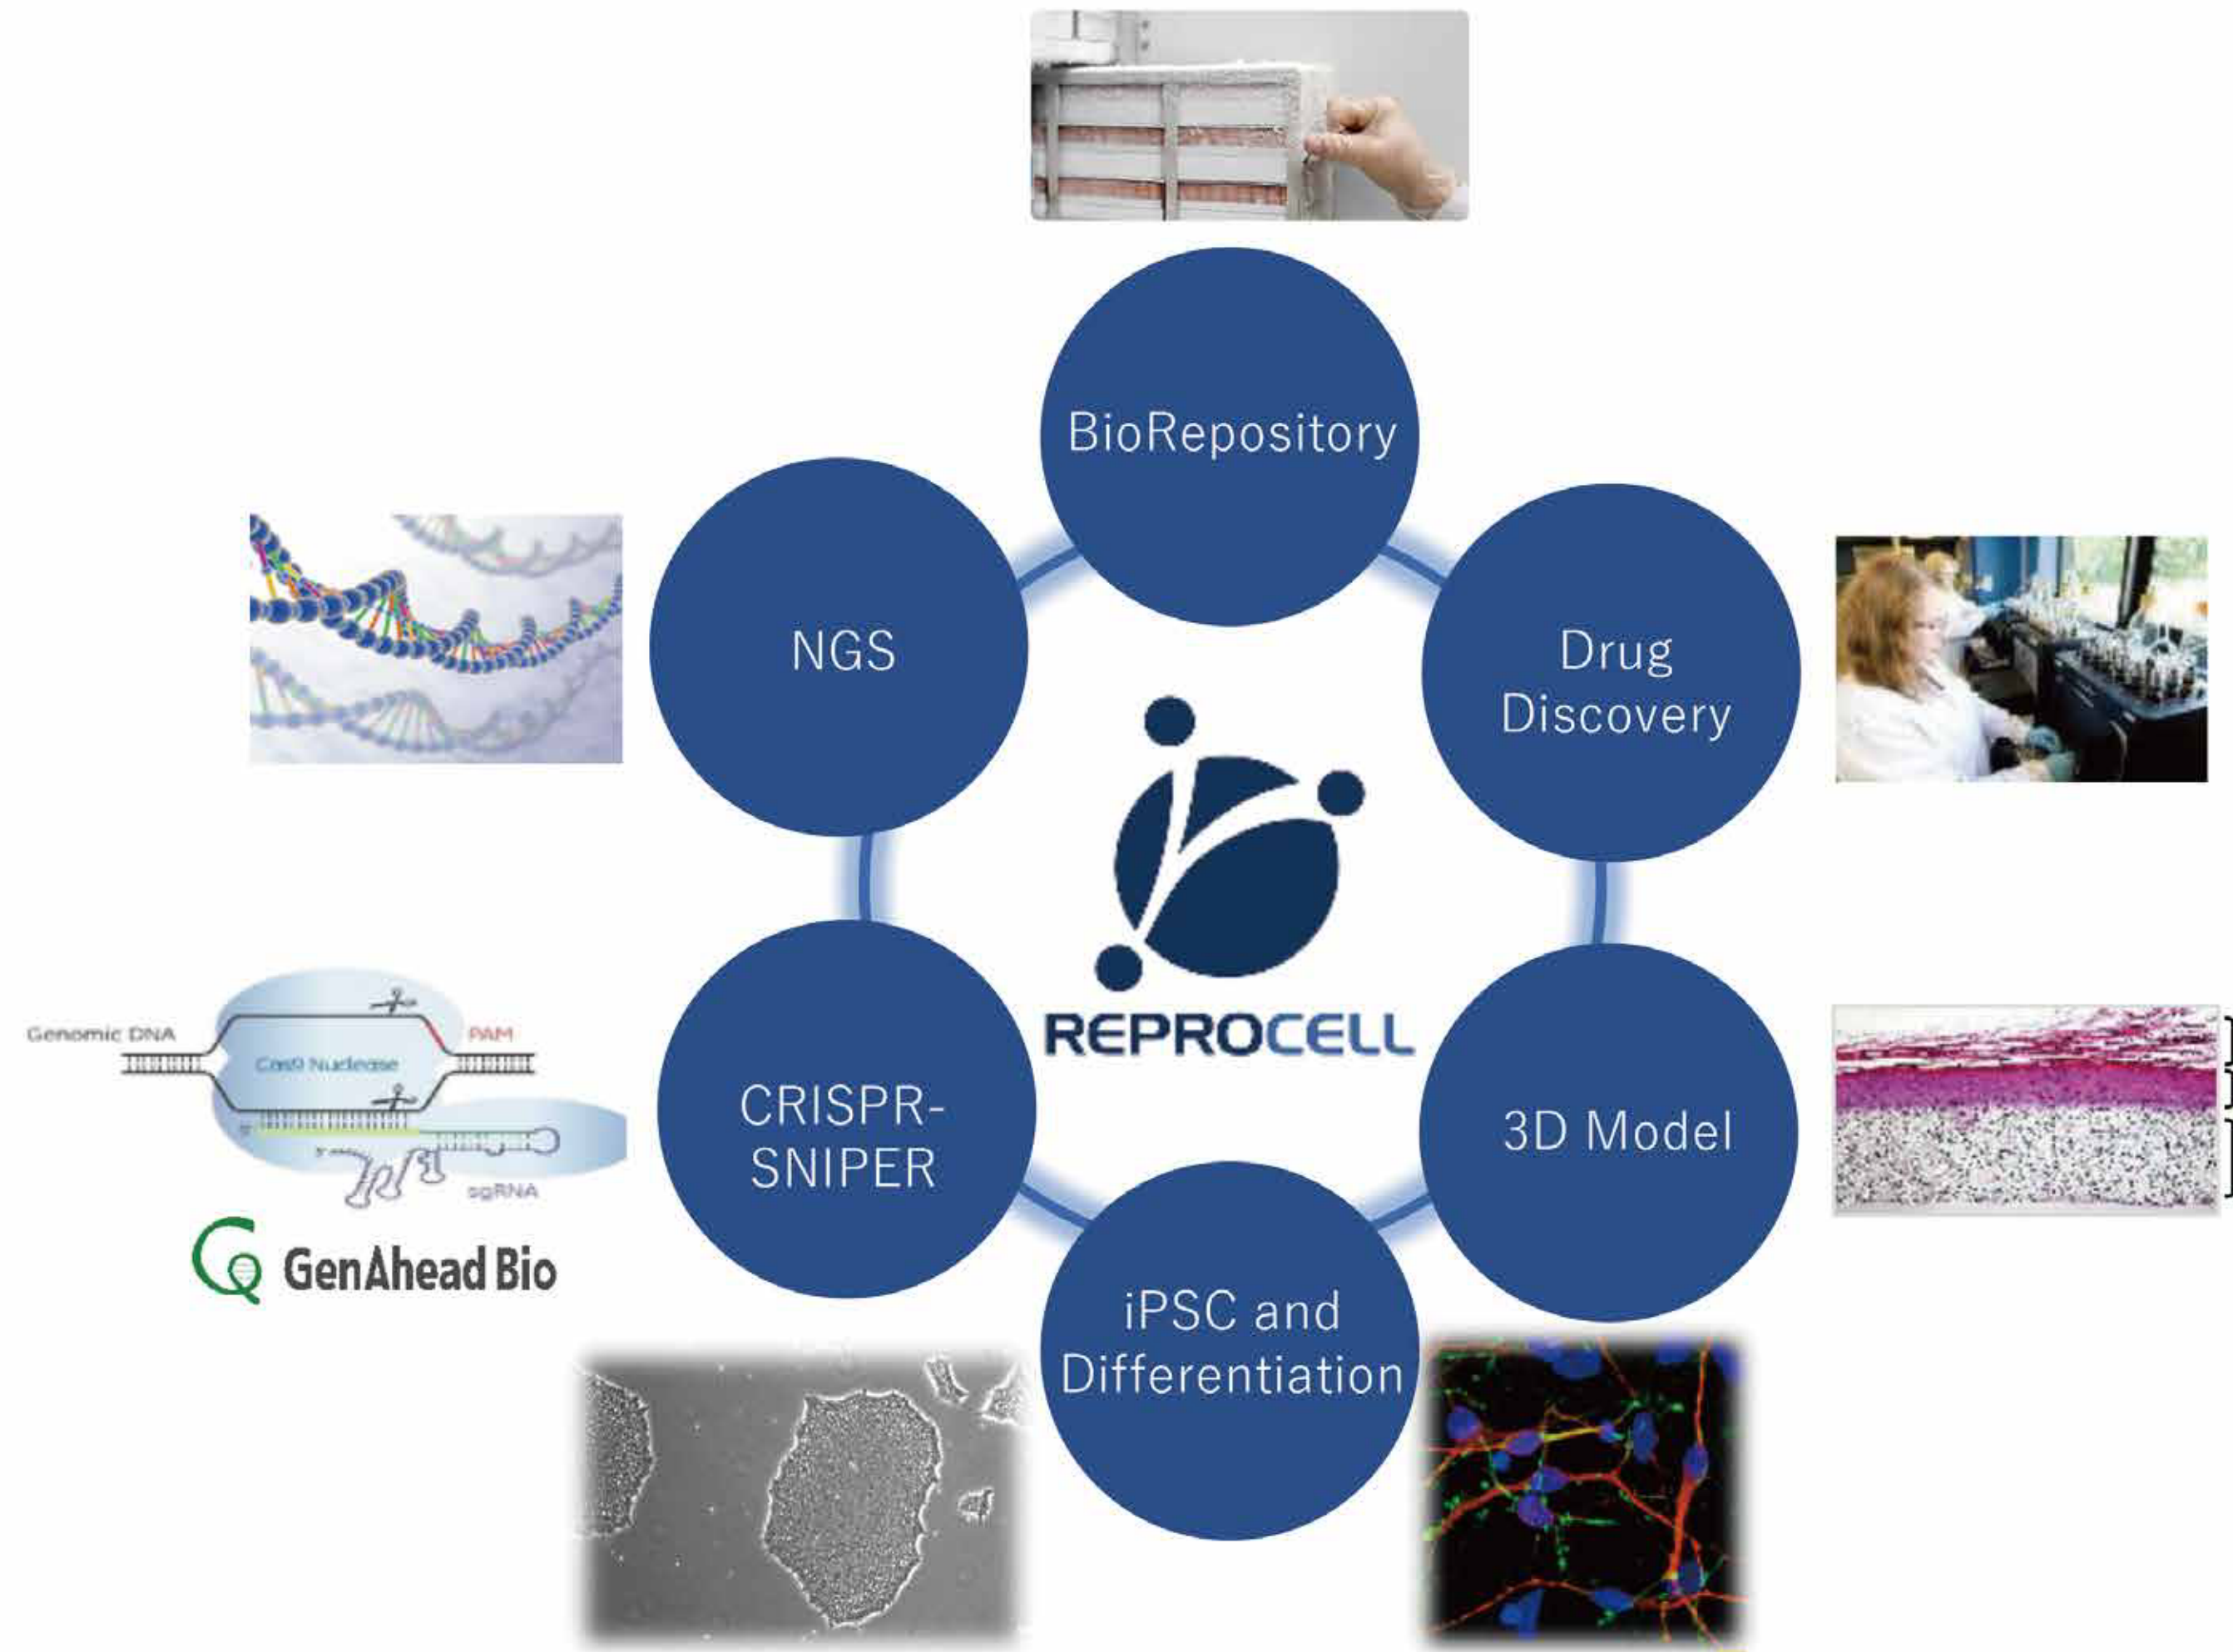 BioRepository
NGS
Drug
Discovery
REPROCELL
Genomic DNA
PAM
Cas9 Nuclease
CRISPR-
SNIPER
3D Model
sgRNA
GenAhead Bio
iPSC and
Differentiation